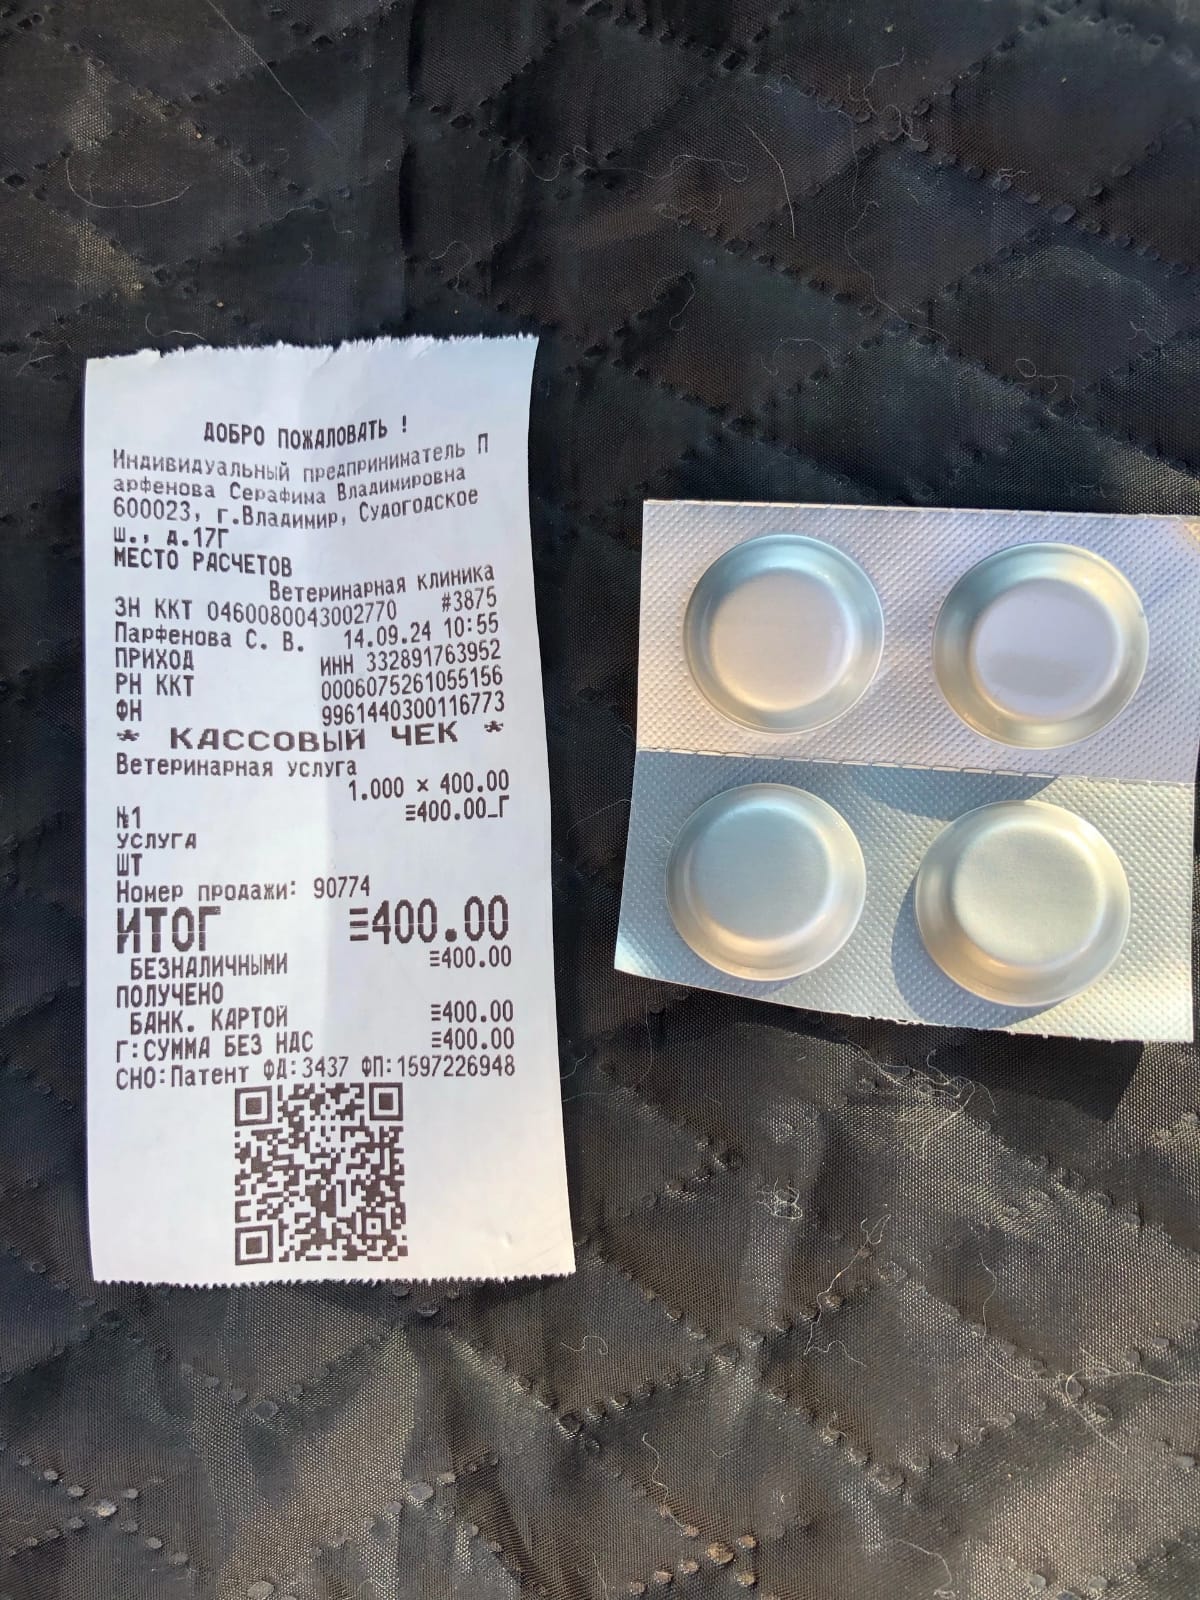 ДОБРО ПОЖАЛОВАТЬ !
Индивидуальный предприниматель П
арфенова Серафима Владимировна
600023, г.Владимир, Судогодское
ш., д.17Г
МЕСТО РАСЧЕТОВ
Ветеринарная клиника
ЗН ККТ 0460080043002770 #3875
Парфенова С. В. 14.09.24 10:55
ПРИХОД ИНН 332891763952
РН ККТ 0006075261055156
ФН 9961440300116773
* КАССОВЫЙ ЧЕК *
Ветеринарная услуга
1.000 × 400.00
№1 ≡400.00_Г
УСЛУГА
ШТ
Номер продажи: 90774
ИТОГ ≡400.00
БЕЗНАЛИЧНЫМИ ≡400.00
ПОЛУЧЕНО
БАНК. КАРТОЙ ≡400.00
Г:СУММА БЕЗ НДС ≡400.00
СНО:Патент ФД:3437 ФП:1597226948